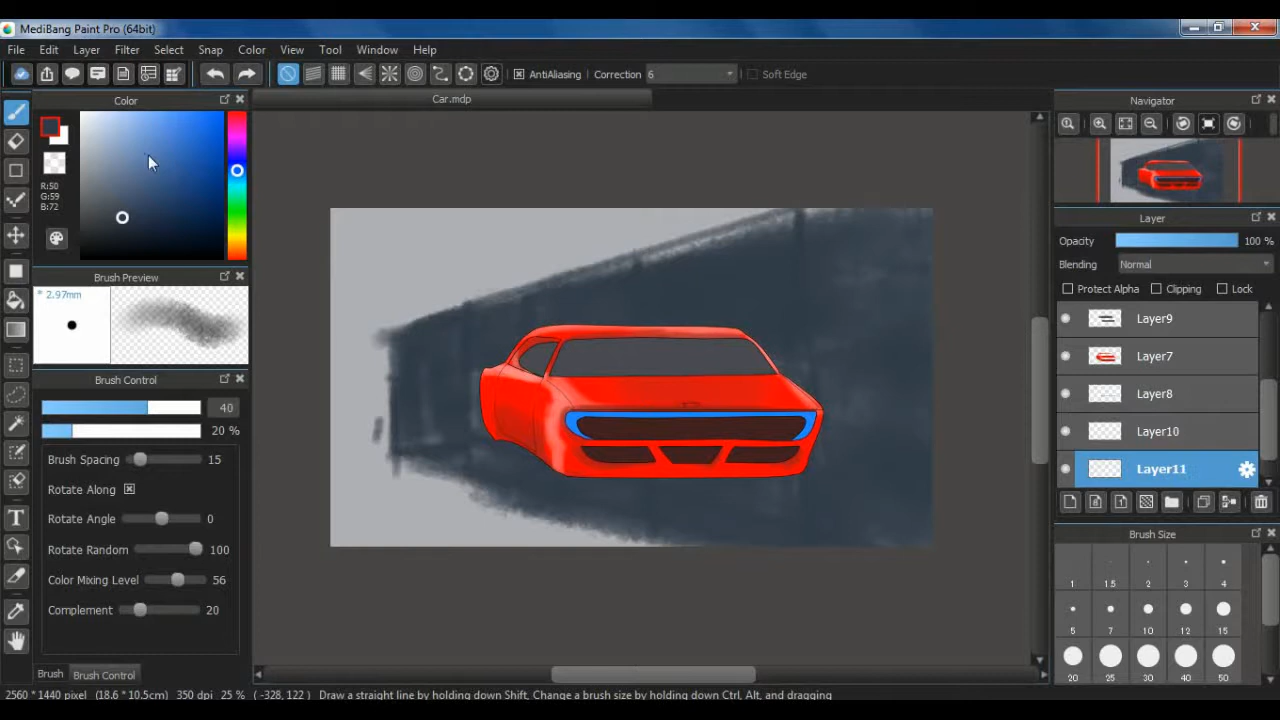 MediBang Paint Pro (64bit)
File Edit Layer Filter Select Snap Color View Tool Window Help
AntiAliasing Correction 6 Soft Edge
Color
Car.mdp
Navigator
R:50
G:59
B:72
Layer
Opacity 100 %
Blending Normal
Protect Alpha Clipping Lock
Brush Preview
* 2.97mm
Layer9
Layer7
Layer8
Layer10
Layer11
Brush Control
40
20 %
Brush Spacing 15
Rotate Along
Rotate Angle 0
Rotate Random 100
Color Mixing Level 56
Complement 20
Brush Size
1 1.5 2 3 4
5 7 10 12 15
20 25 30 40 50
Brush Brush Control
2560 * 1440 pixel (18.6 * 10.5cm) 350 dpi 25 % ( -328, 122 ) Draw a straight line by holding down Shift, Change a brush size by holding down Ctrl, Alt, and dragging